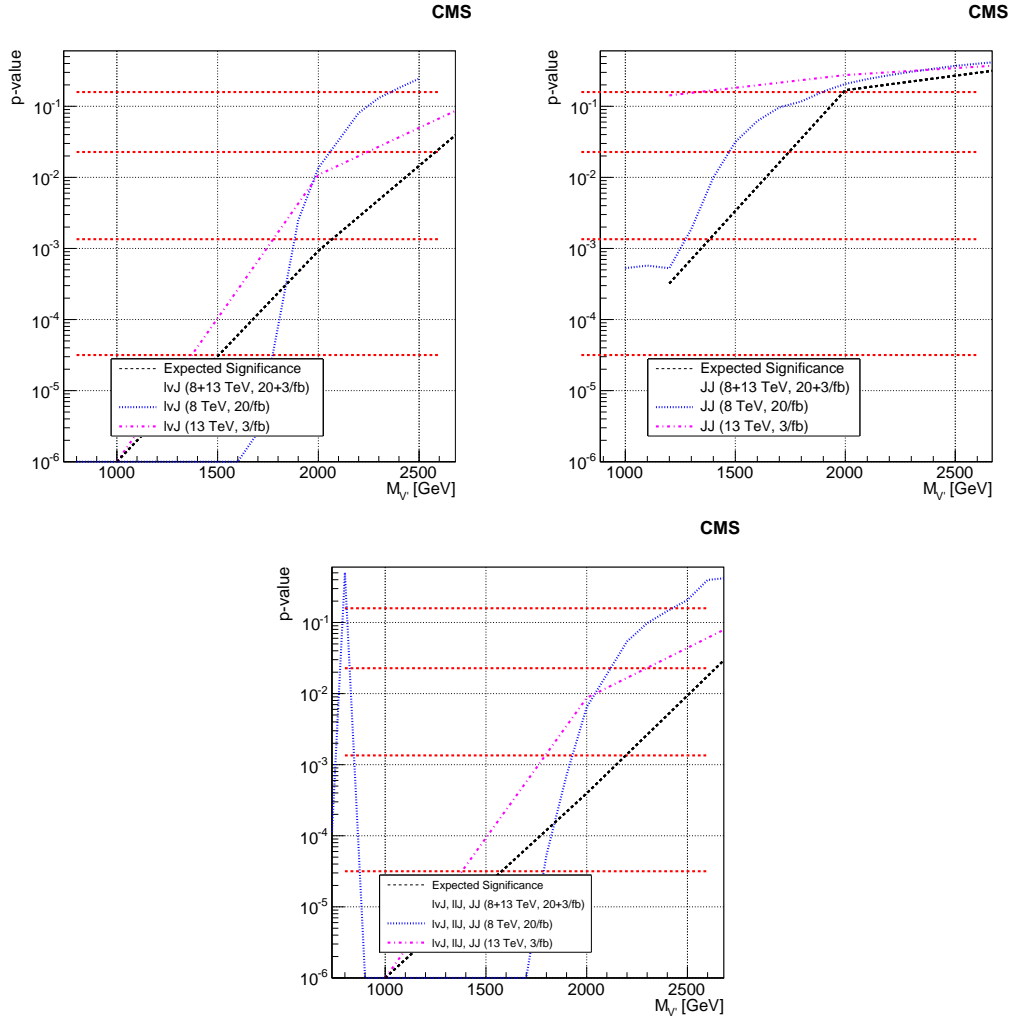 CMS
p-value
10-1
10-2
10-3
10-4
10-5
10-6
Expected Significance
lvJ (8+13 TeV, 20+3/fb)
lvJ (8 TeV, 20/fb)
lvJ (13 TeV, 3/fb)
1000 1500 2000 2500
MV' [GeV]
CMS
p-value
10-1
10-2
10-3
10-4
10-5
10-6
Expected Significance
JJ (8+13 TeV, 20+3/fb)
JJ (8 TeV, 20/fb)
JJ (13 TeV, 3/fb)
1000 1500 2000 2500
MV' [GeV]
CMS
p-value
10-1
10-2
10-3
10-4
10-5
10-6
Expected Significance
lvJ, llJ, JJ (8+13 TeV, 20+3/fb)
lvJ, llJ, JJ (8 TeV, 20/fb)
lvJ, llJ, JJ (13 TeV, 3/fb)
1000 1500 2000 2500
MV' [GeV]